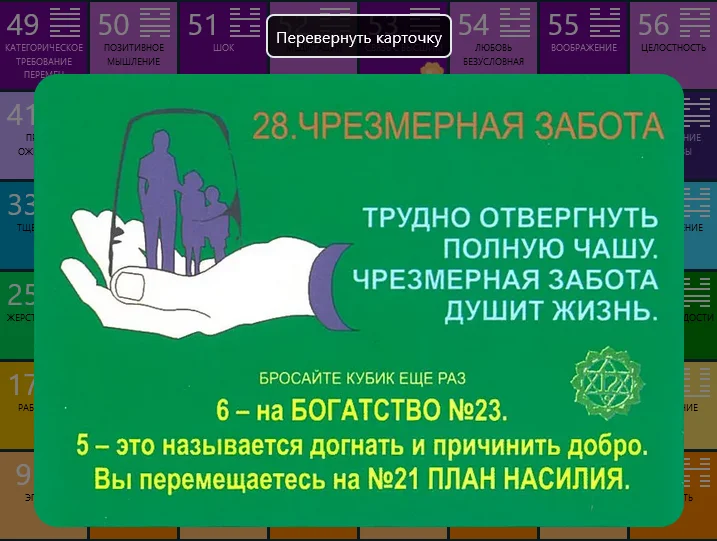 49
50
51
52
53
54
55
56
КАТЕГОРИЧЕСКОЕ
ТРЕБОВАНИЕ
ПЕРЕМЕН
ПОЗИТИВНОЕ
МЫШЛЕНИЕ
ШОК
Перевернуть карточку
ЛЮБОВЬ
БЕЗУСЛОВНАЯ
ВООБРАЖЕНИЕ
ЦЕЛОСТНОСТЬ
41
33
25
17
9
28.ЧРЕЗМЕРНАЯ ЗАБОТА
ТРУДНО ОТВЕРГНУТЬ
ПОЛНУЮ ЧАШУ.
ЧРЕЗМЕРНАЯ ЗАБОТА
ДУШИТ ЖИЗНЬ.
БРОСАЙТЕ КУБИК ЕЩЕ РАЗ
6 – на БОГАТСТВО №23.
5 – это называется догнать и причинить добро.
Вы перемещаетесь на №21 ПЛАН НАСИЛИЯ.